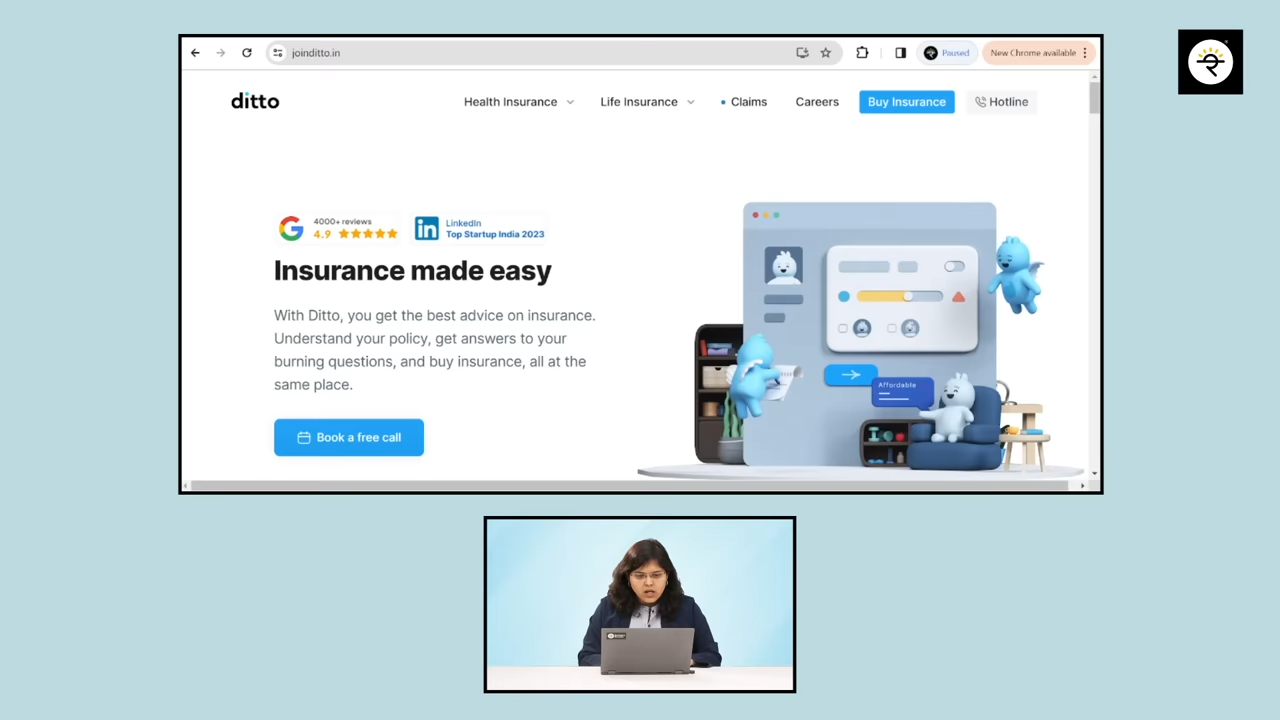 joinditto.in
Paused
New Chrome available
ditto
Health Insurance
Life Insurance
Claims
Careers
Buy Insurance
Hotline
4000+ reviews
4.9
LinkedIn
Top Startup India 2023
Insurance made easy
With Ditto, you get the best advice on insurance.
Understand your policy, get answers to your
burning questions, and buy insurance, all at the
same place.
Book a free call
Affordable